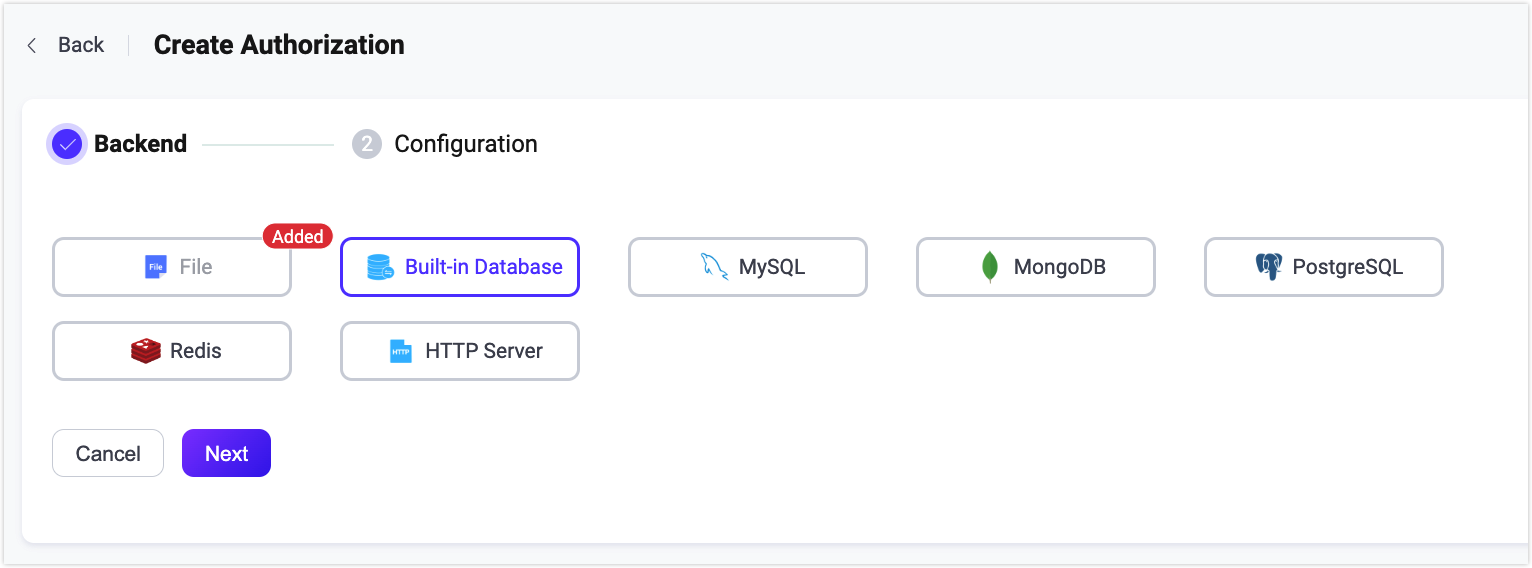 Back
Create Authorization
Backend
2 Configuration
Added
File File
Built-in Database
MySQL
MongoDB
PostgreSQL
Redis
HTTP HTTP Server
Cancel
Next